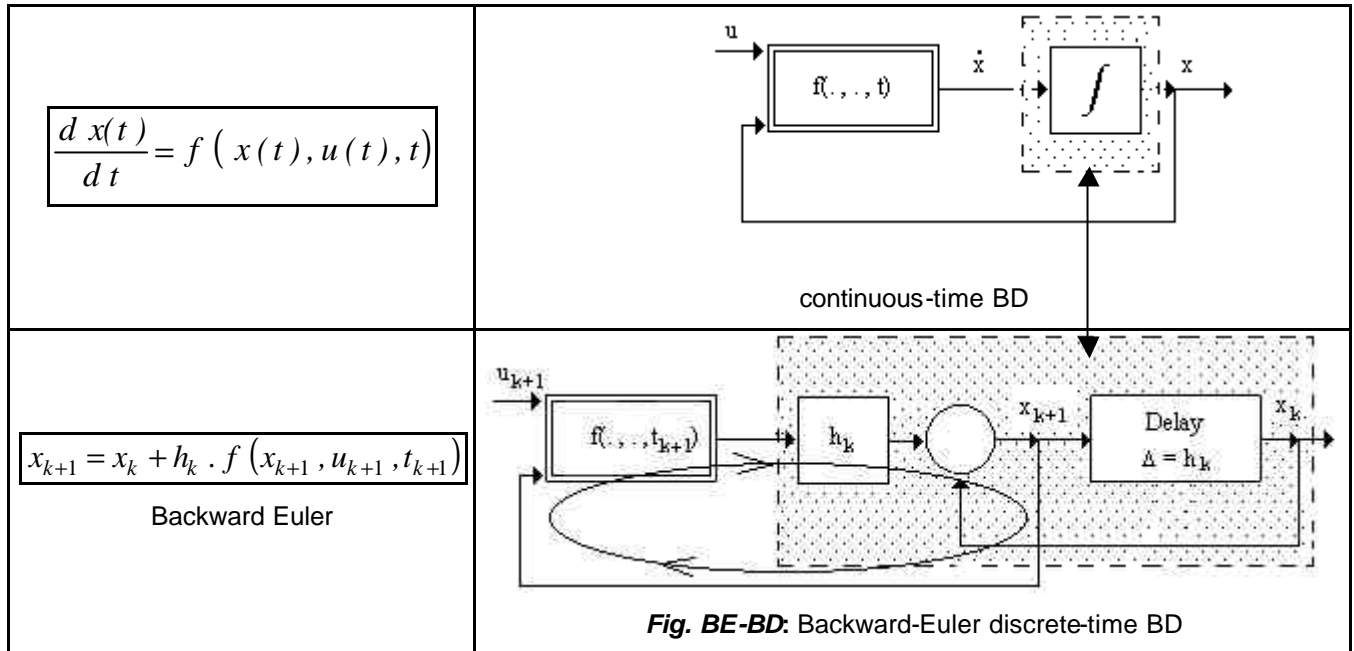 d x(t) / d t = f ( x(t), u(t), t)
u
f(. , . , t)
ẋ
∫
x
continuous-time BD
x_{k+1} = x_k + h_k . f (x_{k+1} , u_{k+1} , t_{k+1})
Backward Euler
u_{k+1}
f(. , . , t_{k+1})
h_k
x_{k+1}
Delay
Δ = h_k
x_k
Fig. BE-BD: Backward-Euler discrete-time BD